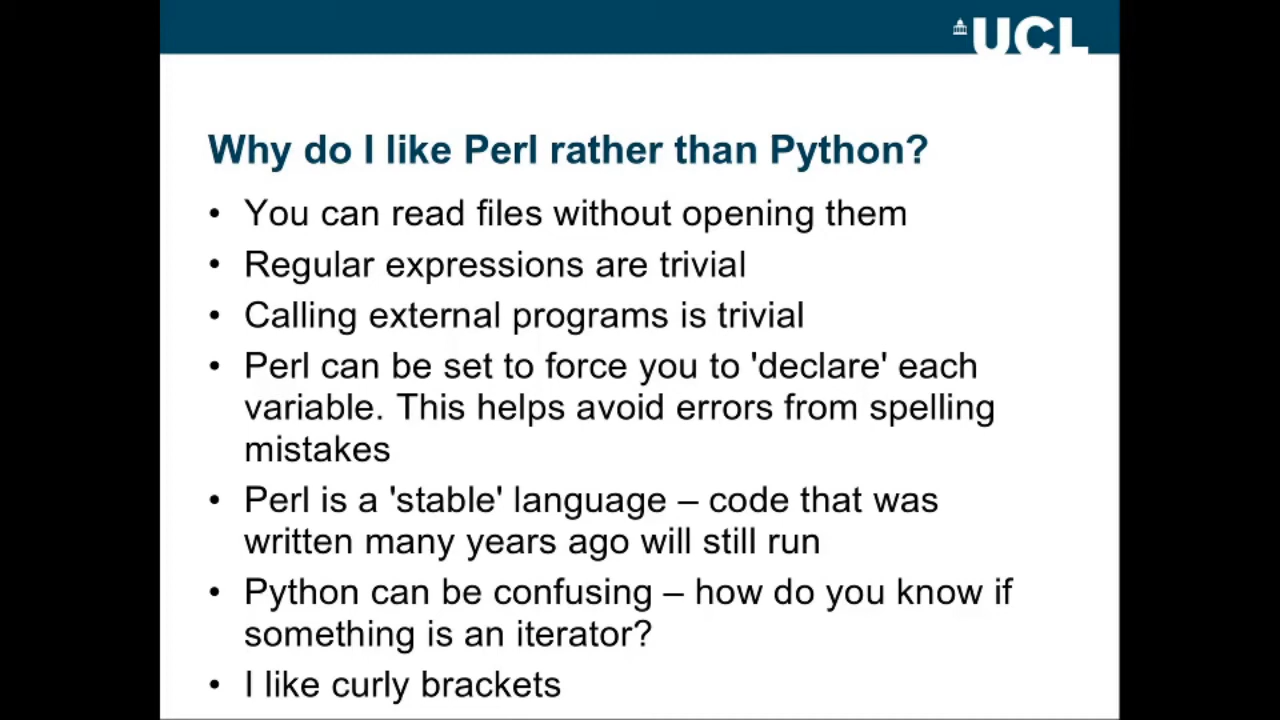 UCL
Why do I like Perl rather than Python?
• You can read files without opening them
• Regular expressions are trivial
• Calling external programs is trivial
• Perl can be set to force you to 'declare' each
variable. This helps avoid errors from spelling
mistakes
• Perl is a 'stable' language – code that was
written many years ago will still run
• Python can be confusing – how do you know if
something is an iterator?
• I like curly brackets